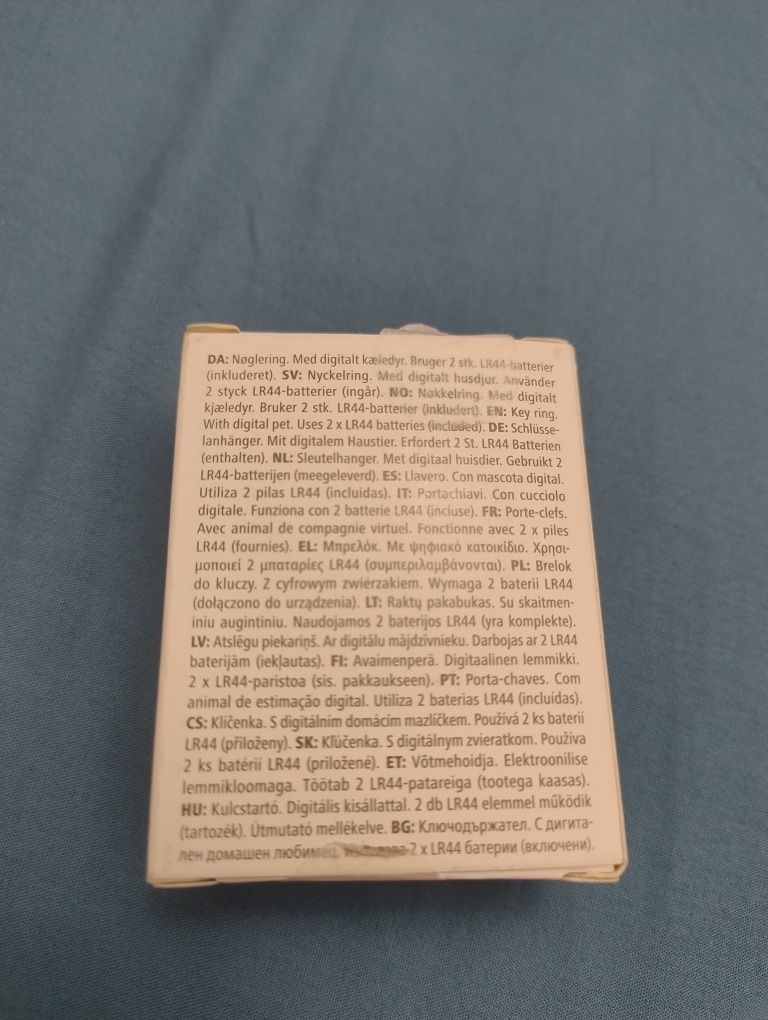 DA: Nøglering. Med digitalt kæledyr. Bruger 2 stk. LR44-batterier
(inkluderet). SV: Nyckelring. Med digitalt husdjur. Använder
2 styck LR44-batterier (ingår). NO: Nøkkelring. Med digitalt
kjæledyr. Bruker 2 stk. LR44-batterier (inkludert). EN: Key ring.
With digital pet. Uses 2 x LR44 batteries (included). DE: Schlüsse-
lanhänger. Mit digitalem Haustier. Erfordert 2 St. LR44 Batterien
(enthalten). NL: Sleutelhanger. Met digitaal huisdier. Gebruikt 2
LR44-batterijen (meegeleverd). ES: Llavero. Con mascota digital.
Utiliza 2 pilas LR44 (incluidas). IT: Portachiavi. Con cucciolo
digitale. Funziona con 2 batterie LR44 (incluse). FR: Porte-clefs.
Avec animal de compagnie virtuel. Fonctionne avec 2 x piles
LR44 (fournies). EL: Μπρελόκ. Με ψηφιακό κατοικίδιο. Χρησι-
μοποιεί 2 μπαταρίες LR44 (συμπεριλαμβάνονται). PL: Brelok
do kluczy. Z cyfrowym zwierzakiem. Wymaga 2 baterii LR44
(dołączono do urządzenia). LT: Raktų pakabukas. Su skaitmen-
iniu augintiniu. Naudojamos 2 baterijos LR44 (yra komplekte).
LV: Atslēgu piekariņš. Ar digitālu mājdzīvnieku. Darbojas ar 2 LR44
baterijām (iekļautas). FI: Avaimenperä. Digitaalinen lemmikki.
2 x LR44-paristoa (sis. pakkaukseen). PT: Porta-chaves. Com
animal de estimação digital. Utiliza 2 baterias LR44 (incluídas).
CS: Klíčenka. S digitálním domácím mazlíčkem. Používá 2 ks baterií
LR44 (přiloženy). SK: Kľúčenka. S digitálnym zvieratkom. Používa
2 ks batérií LR44 (priložené). ET: Võtmehoidja. Elektroonilise
lemmikloomaga. Töötab 2 LR44-patareiga (tootega kaasas).
HU: Kulcstartó. Digitális kisállattal. 2 db LR44 elemmel működik
(tartozék). Útmutató mellékelve. BG: Ключодържател. С дигита-
лен домашен любимец. 2 x LR44 батерии (включени).